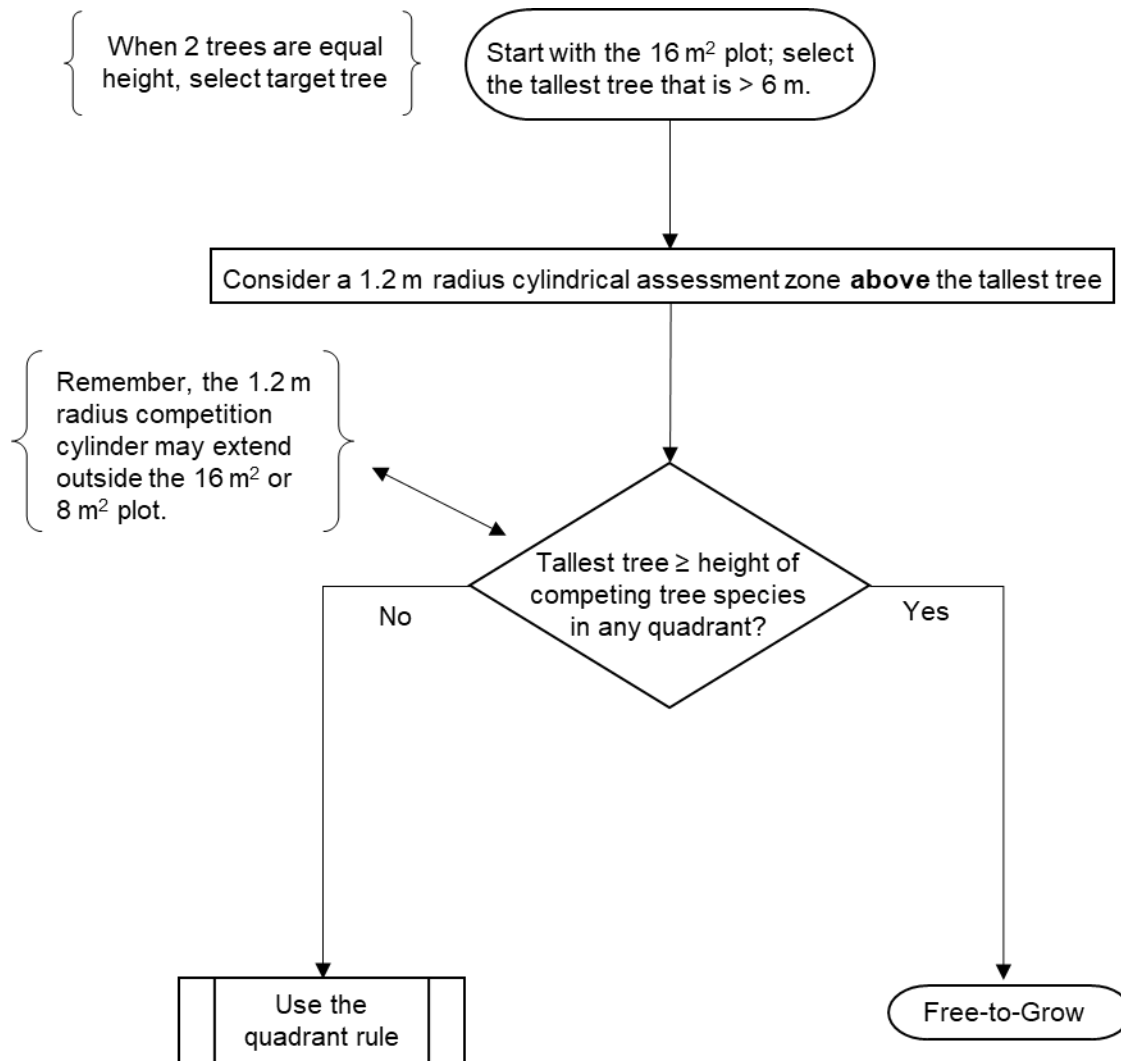 When 2 trees are equal
height, select target tree
Start with the 16 m² plot; select
the tallest tree that is > 6 m.
Consider a 1.2 m radius cylindrical assessment zone above the tallest tree
Remember, the 1.2 m
radius competition
cylinder may extend
outside the 16 m² or
8 m² plot.
Tallest tree ≥ height of
competing tree species
in any quadrant?
No
Yes
Use the
quadrant rule
Free-to-Grow